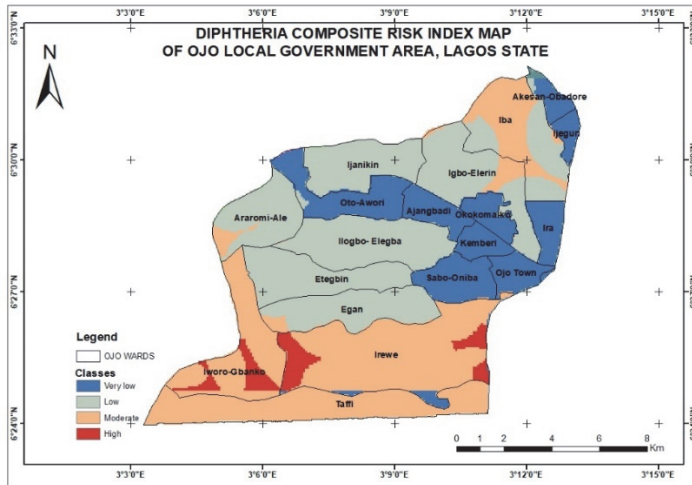 DIPHTHERIA COMPOSITE RISK INDEX MAP
OF OJO LOCAL GOVERNMENT AREA, LAGOS STATE
3°3'0"E 3°6'0"E 3°9'0"E 3°12'0"E 3°15'0"E
6°33'0"N
N
Akesan-Obadore
Iba
Ijegun
6°30'0"N
Ijanikin
Igbo-Elerin
Oto-Awori
Ajangbadi
Okokomaiko
Araromi-Ale
Ira
Ilogbo- Elegba
Kemberi
Etegbin
Sabo-Oniba
Ojo Town
6°27'0"N
Egan
Irewe
Iworo-Gbanko
Taffi
6°24'0"N
Legend
OJO WARDS
Classes
Very low
Low
Moderate
High
0 1 2 4 6 8
Km
3°3'0"E 3°6'0"E 3°9'0"E 3°12'0"E 3°15'0"E